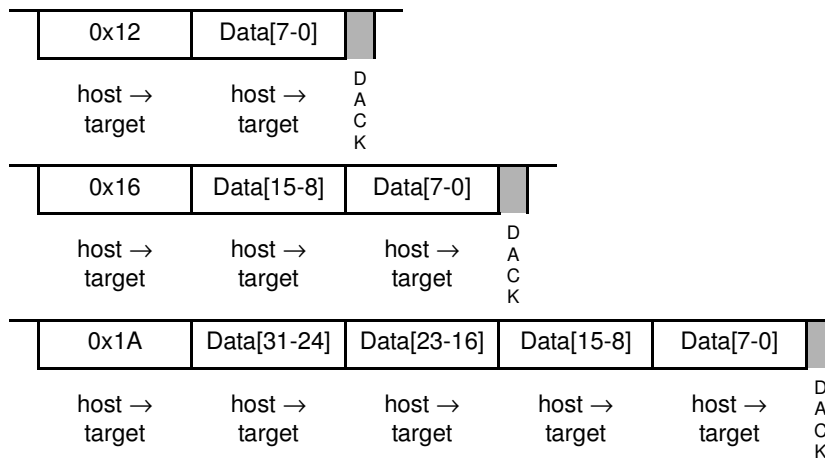 0x12 Data[7-0]
host → host → D
target target A
C
K
0x16 Data[15-8] Data[7-0]
host → host → host → D
target target target A
C
K
0x1A Data[31-24] Data[23-16] Data[15-8] Data[7-0]
host → host → host → host → host → D
target target target target target A
C
K